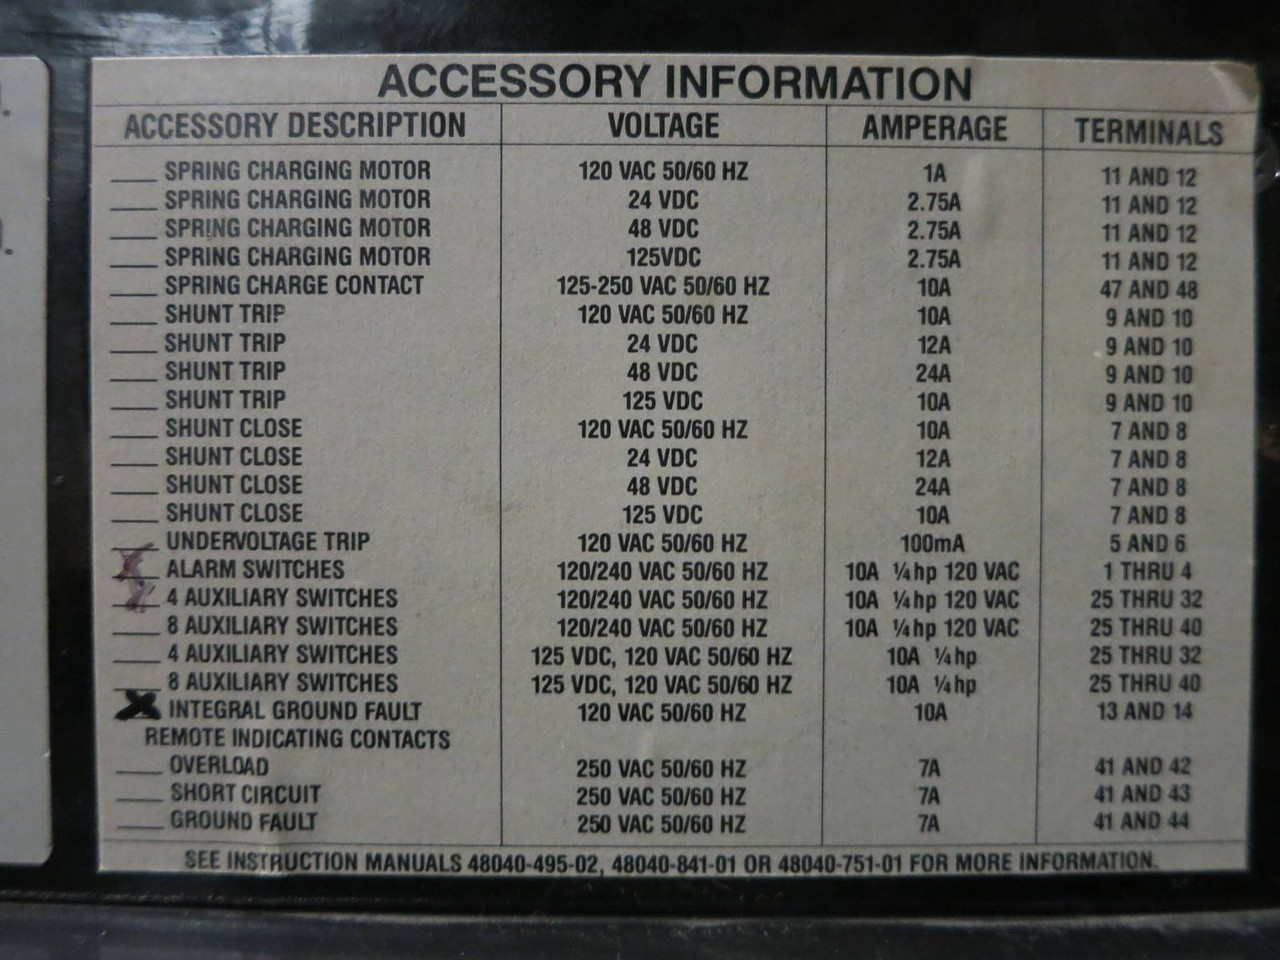 ACCESSORY INFORMATION
ACCESSORY DESCRIPTION VOLTAGE AMPERAGE TERMINALS
SPRING CHARGING MOTOR 120 VAC 50/60 HZ 1A 11 AND 12
SPRING CHARGING MOTOR 24 VDC 2.75A 11 AND 12
SPRING CHARGING MOTOR 48 VDC 2.75A 11 AND 12
SPRING CHARGING MOTOR 125VDC 2.75A 11 AND 12
SPRING CHARGE CONTACT 125-250 VAC 50/60 HZ 10A 47 AND 48
SHUNT TRIP 120 VAC 50/60 HZ 10A 9 AND 10
SHUNT TRIP 24 VDC 12A 9 AND 10
SHUNT TRIP 48 VDC 24A 9 AND 10
SHUNT TRIP 125 VDC 10A 9 AND 10
SHUNT CLOSE 120 VAC 50/60 HZ 10A 7 AND 8
SHUNT CLOSE 24 VDC 12A 7 AND 8
SHUNT CLOSE 48 VDC 24A 7 AND 8
SHUNT CLOSE 125 VDC 10A 7 AND 8
UNDERVOLTAGE TRIP 120 VAC 50/60 HZ 100mA 5 AND 6
ALARM SWITCHES 120/240 VAC 50/60 HZ 10A ¼hp 120 VAC 1 THRU 4
4 AUXILIARY SWITCHES 120/240 VAC 50/60 HZ 10A ¼hp 120 VAC 25 THRU 32
8 AUXILIARY SWITCHES 120/240 VAC 50/60 HZ 10A ¼hp 120 VAC 25 THRU 40
4 AUXILIARY SWITCHES 125 VDC, 120 VAC 50/60 HZ 10A ¼hp 25 THRU 32
8 AUXILIARY SWITCHES 125 VDC, 120 VAC 50/60 HZ 10A ¼hp 25 THRU 40
X INTEGRAL GROUND FAULT 120 VAC 50/60 HZ 10A 13 AND 14
REMOTE INDICATING CONTACTS
OVERLOAD 250 VAC 50/60 HZ 7A 41 AND 42
SHORT CIRCUIT 250 VAC 50/60 HZ 7A 41 AND 43
GROUND FAULT 250 VAC 50/60 HZ 7A 41 AND 44
SEE INSTRUCTION MANUALS 48040-495-02, 48040-841-01 OR 48040-751-01 FOR MORE INFORMATION.